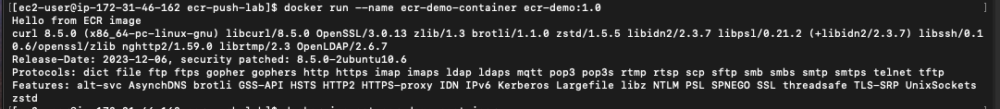 [[ec2-user@ip-172-31-46-162 ecr-push-lab]$ docker run --name ecr-demo-container ecr-demo:1.0
Hello from ECR image
curl 8.5.0 (x86_64-pc-linux-gnu) libcurl/8.5.0 OpenSSL/3.0.13 zlib/1.3 brotli/1.1.0 zstd/1.5.5 libidn2/2.3.7 libpsl/0.21.2 (+libidn2/2.3.7) libssh/0.1
0.6/openssl/zlib nghttp2/1.59.0 librtmp/2.3 OpenLDAP/2.6.7
Release-Date: 2023-12-06, security patched: 8.5.0-2ubuntu10.6
Protocols: dict file ftp ftps gopher gophers http https imap imaps ldap ldaps mqtt pop3 pop3s rtmp rtsp scp sftp smb smbs smtp smtps telnet tftp
Features: alt-svc AsynchDNS brotli GSS-API HSTS HTTP2 HTTPS-proxy IDN IPv6 Kerberos Largefile libz NTLM PSL SPNEGO SSL threadsafe TLS-SRP UnixSockets
zstd